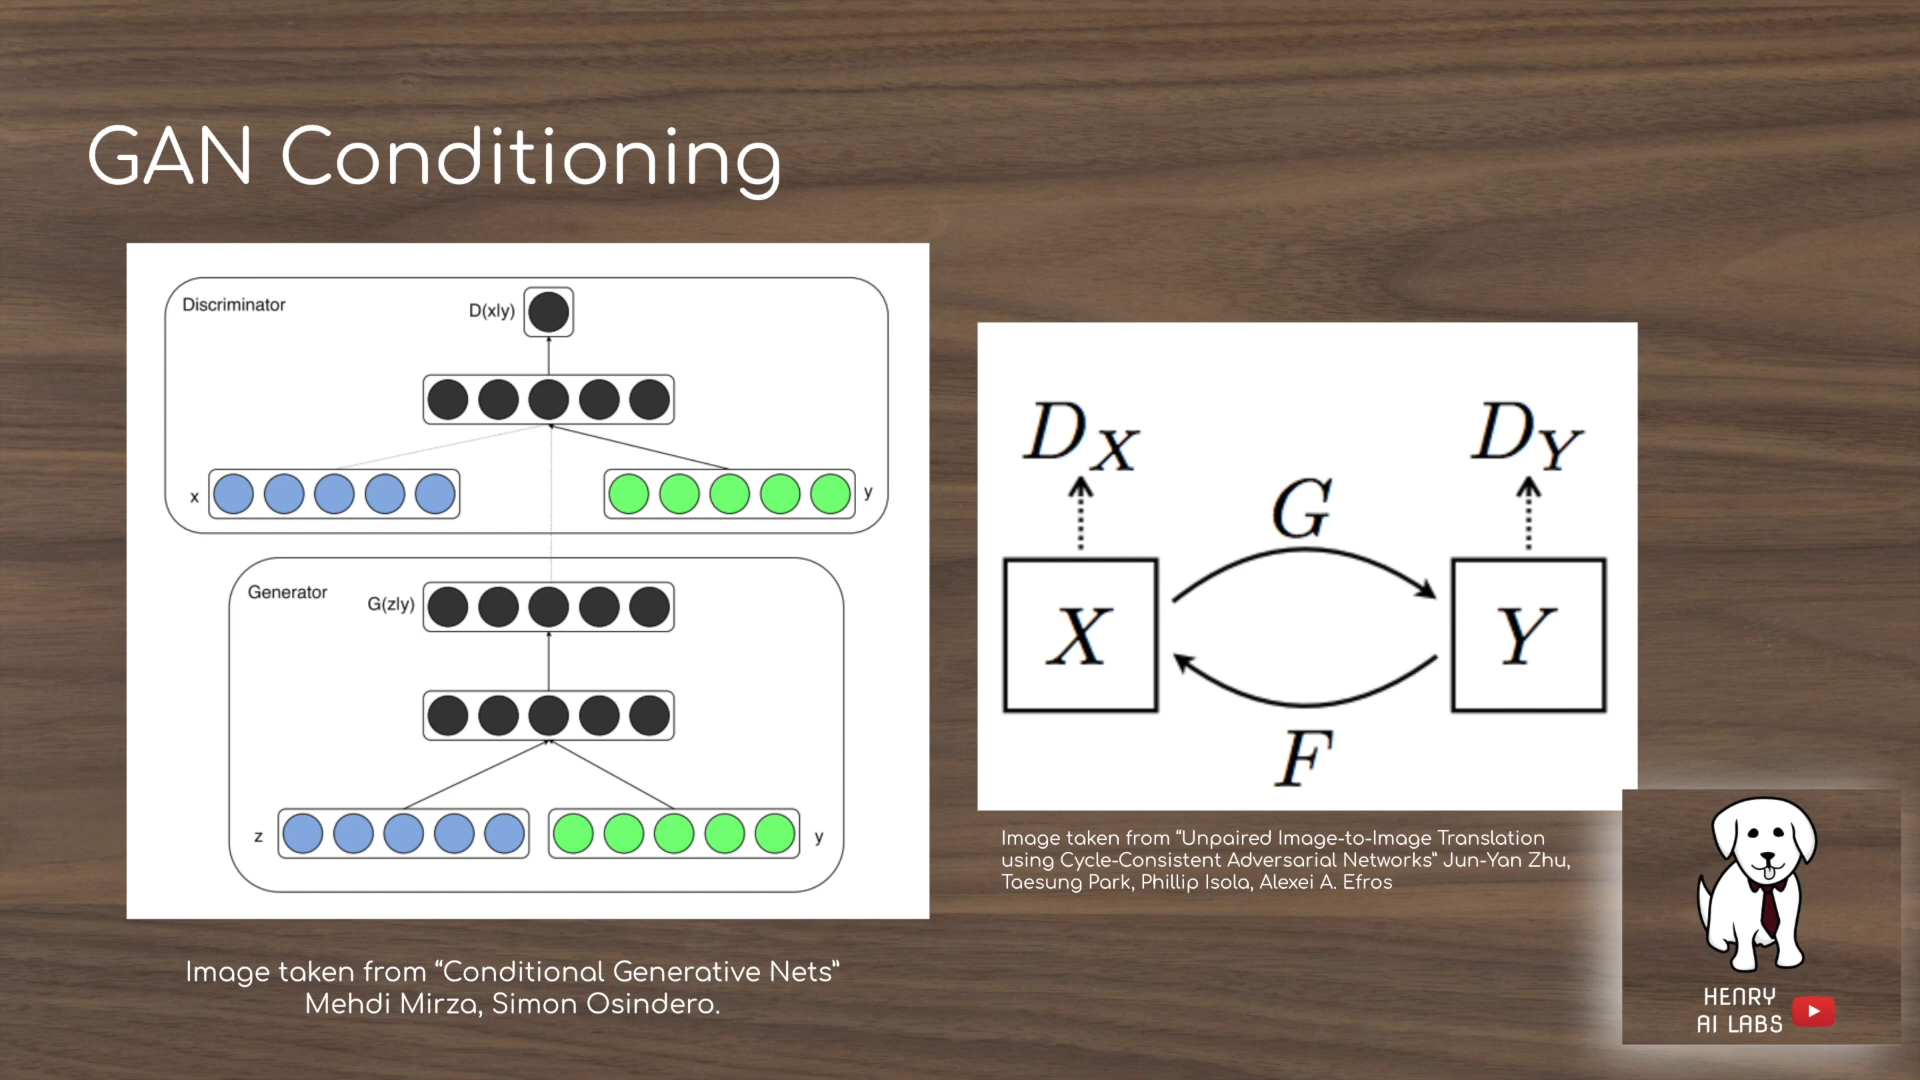 GAN Conditioning
Discriminator
D(x|y)
x
y
Generator
G(z|y)
z
y
Image taken from “Conditional Generative Nets”
Mehdi Mirza, Simon Osindero.
D_X
D_Y
G
X
Y
F
Image taken from “Unpaired Image-to-Image Translation
using Cycle-Consistent Adversarial Networks” Jun-Yan Zhu,
Taesung Park, Phillip Isola, Alexei A. Efros
HENRY
AI LABS